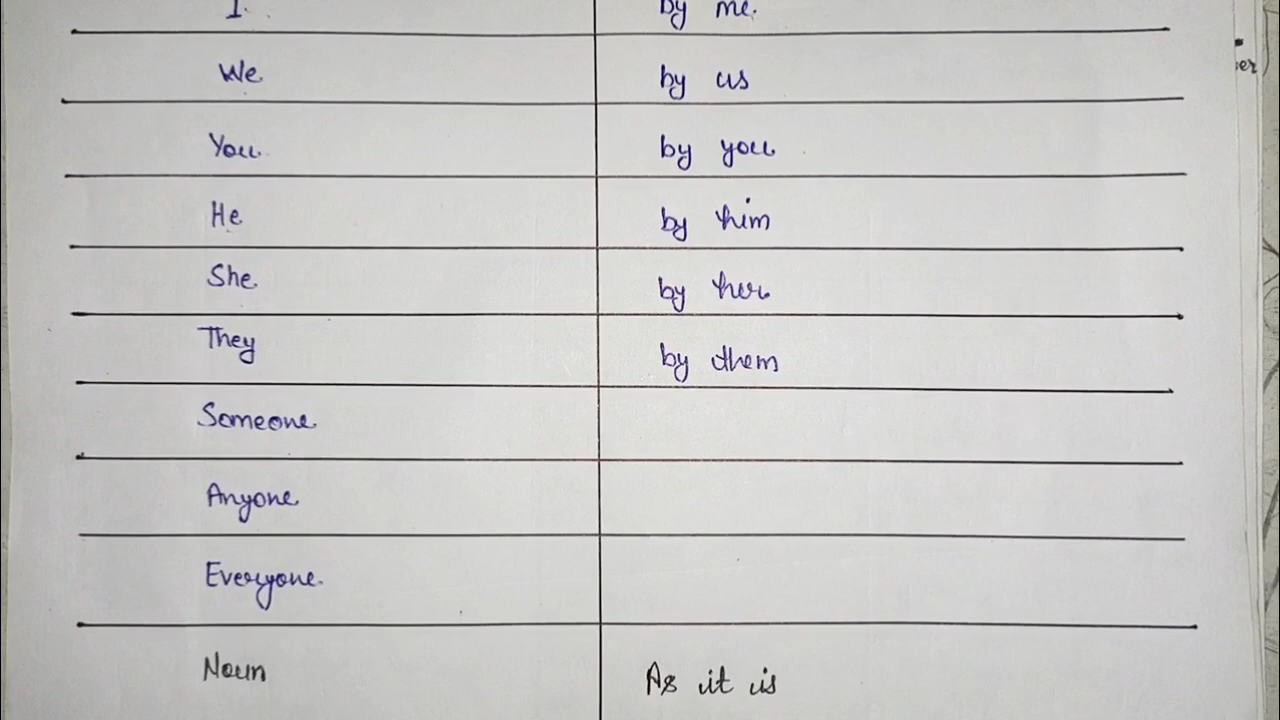 I. by me.
We by us
You by you
He by him
She by her
They by them
Someone
Anyone
Everyone.
Noun As it is